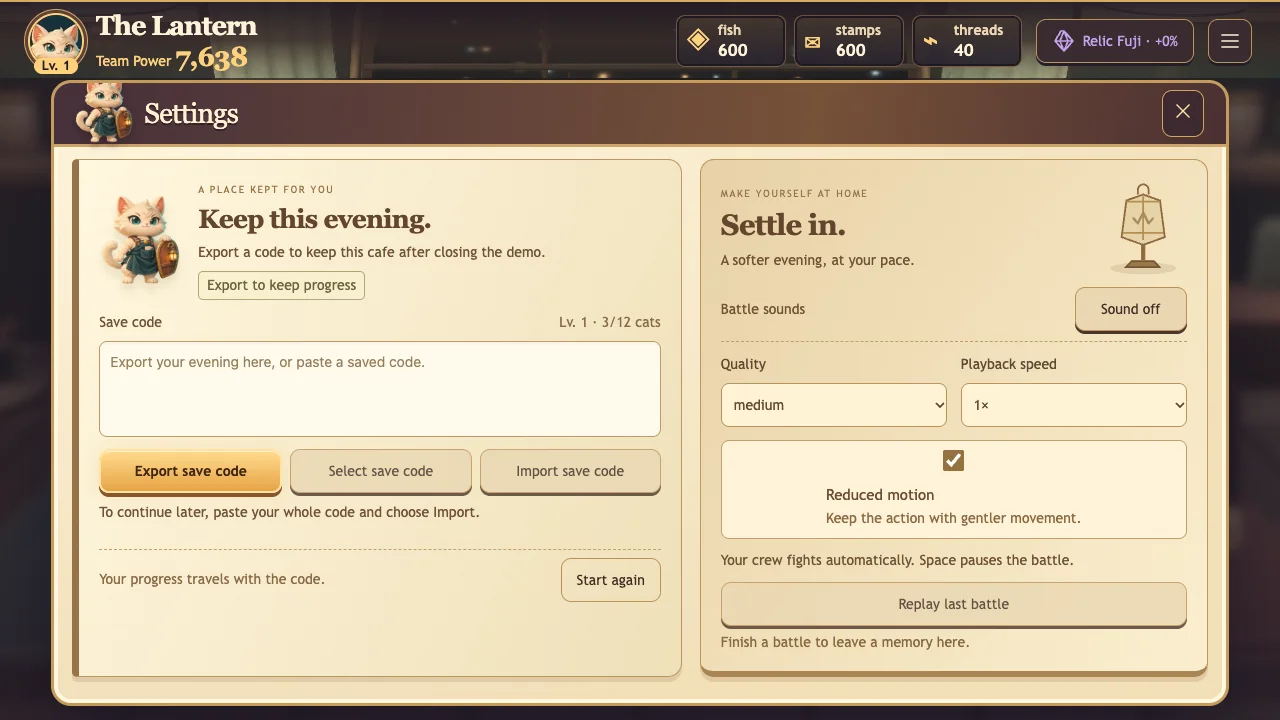 The Lantern
Team Power 7,638
Lv. 1
fish
600
stamps
600
threads
40
Relic Fuji · +0%
Settings
A PLACE KEPT FOR YOU
Keep this evening.
Export a code to keep this cafe after closing the demo.
Export to keep progress
Save code
Lv. 1 · 3/12 cats
Export your evening here, or paste a saved code.
Export save code
Select save code
Import save code
To continue later, paste your whole code and choose Import.
Your progress travels with the code.
Start again
MAKE YOURSELF AT HOME
Settle in.
A softer evening, at your pace.
Battle sounds
Sound off
Quality
Playback speed
medium
1×
Reduced motion
Keep the action with gentler movement.
Your crew fights automatically. Space pauses the battle.
Replay last battle
Finish a battle to leave a memory here.